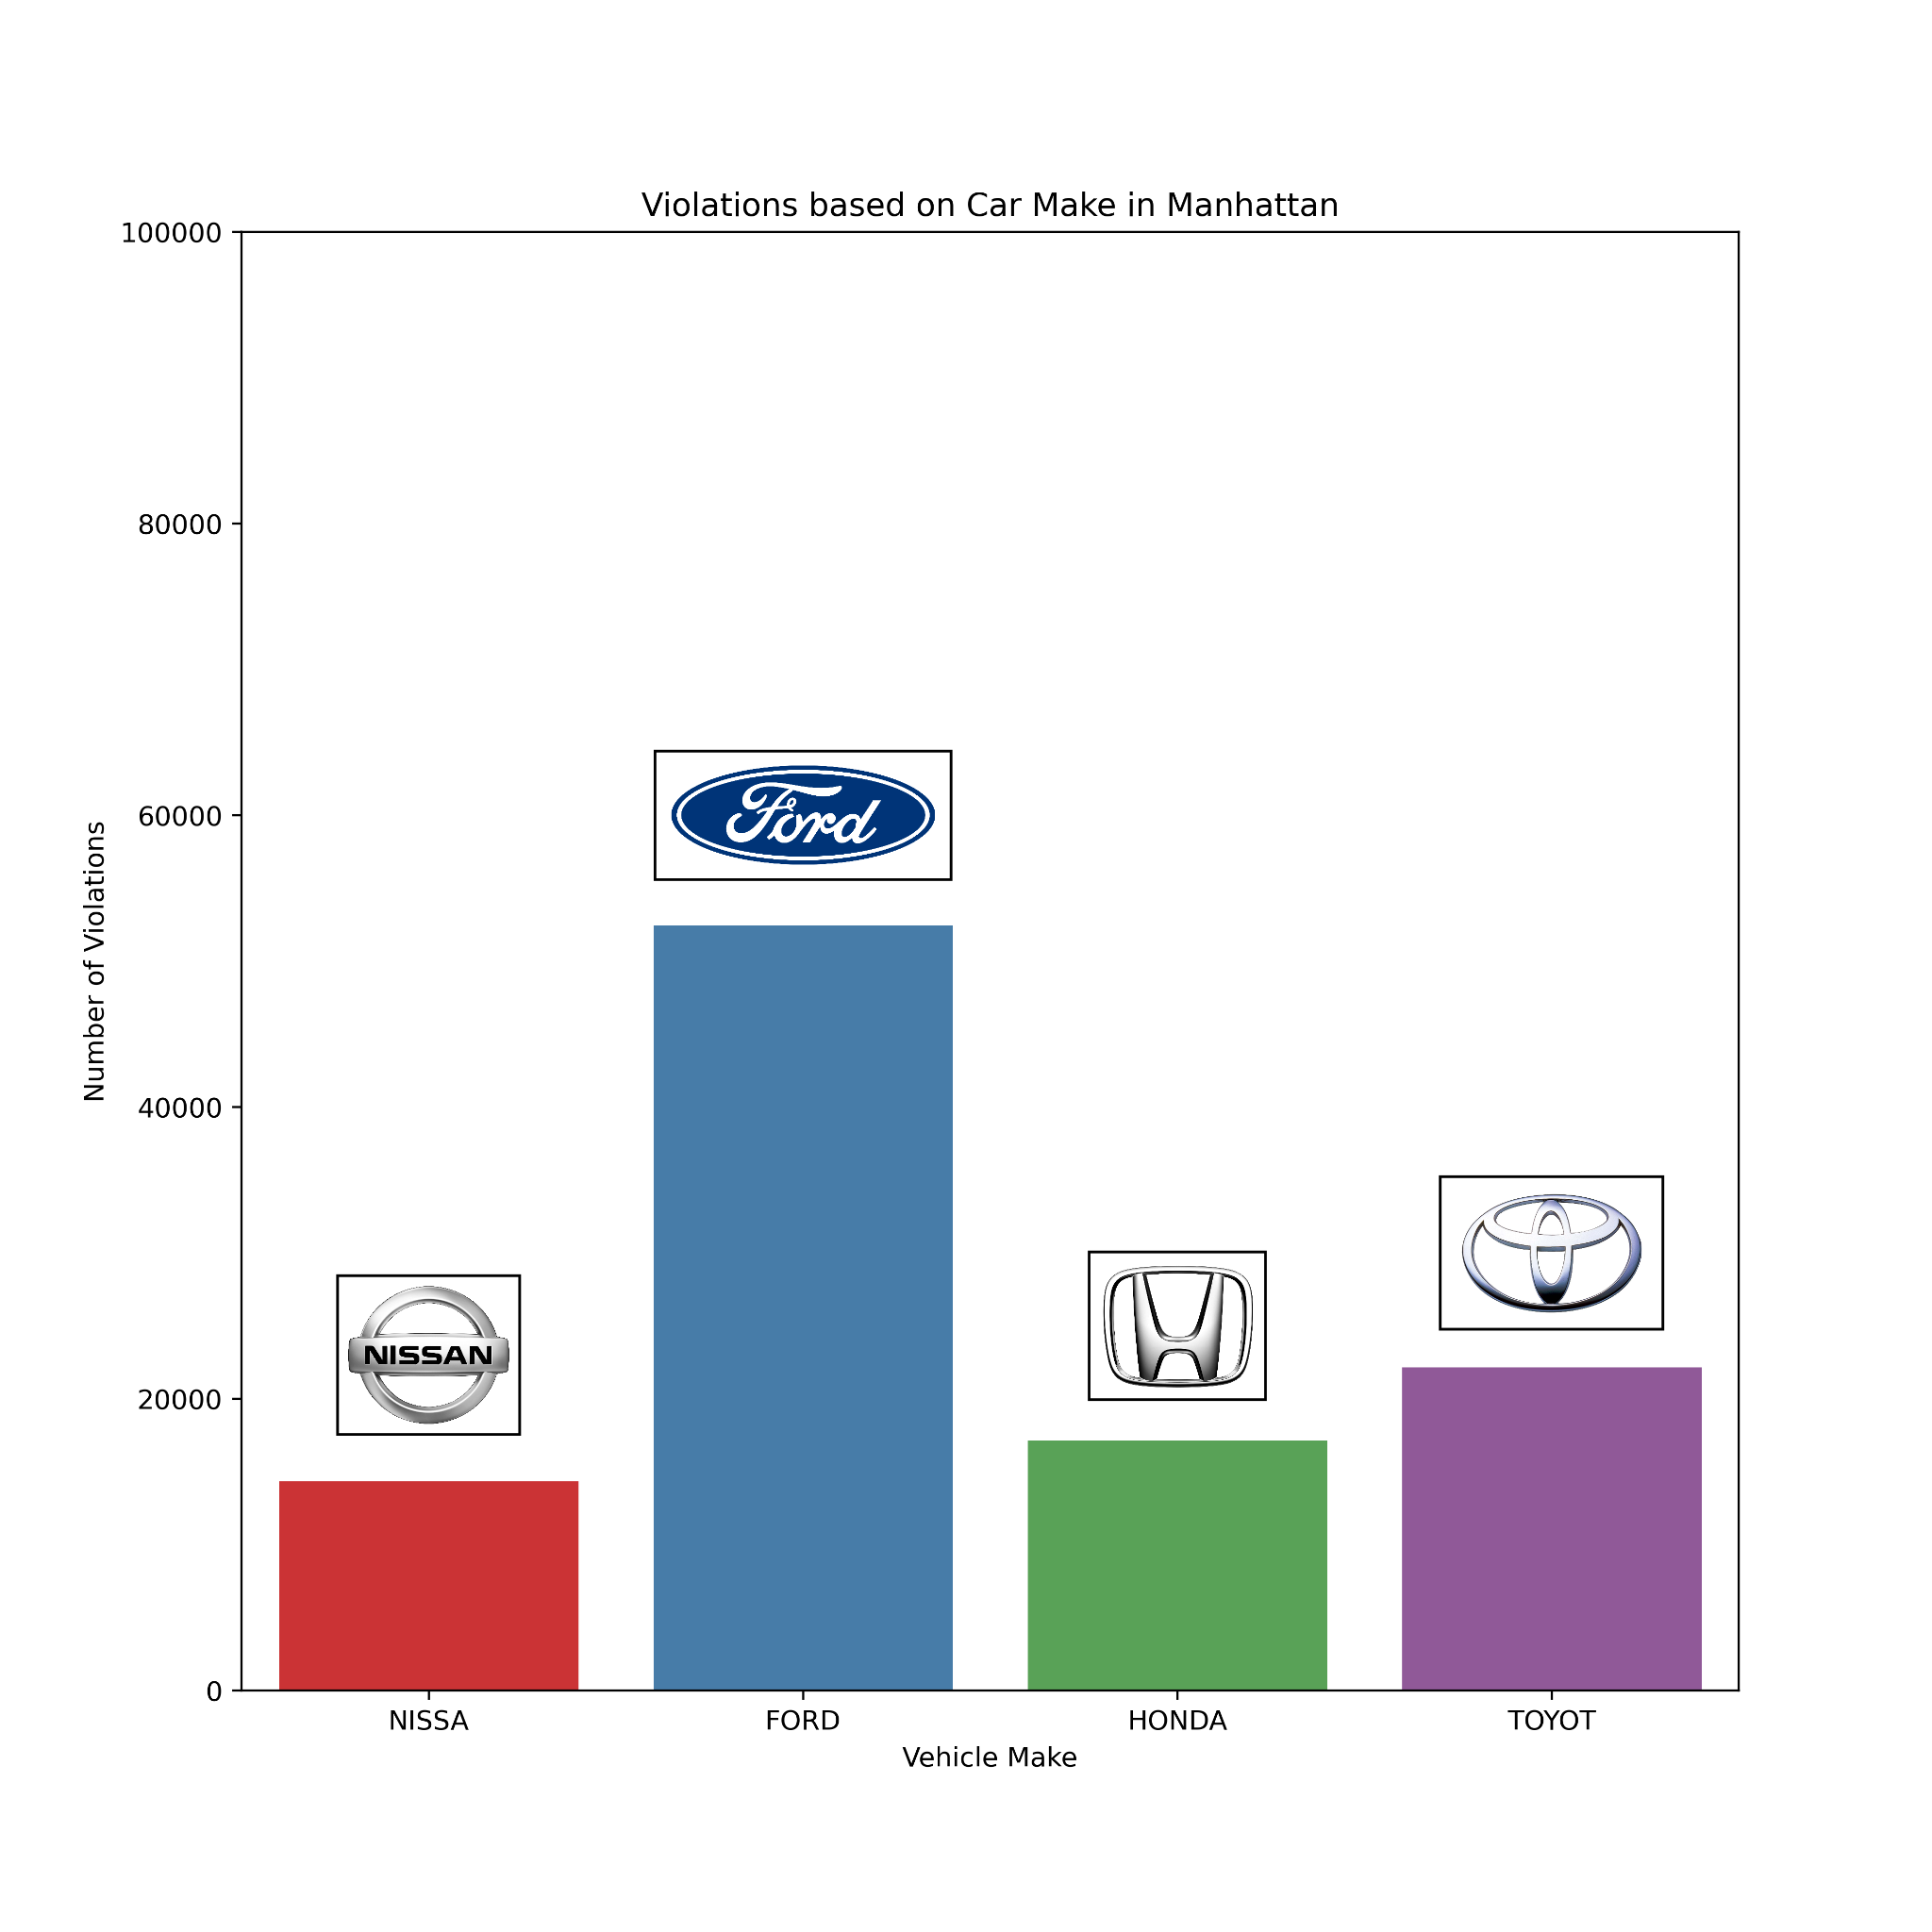 Violations based on Car Make in Manhattan
100000
80000
60000
40000
20000
0
Number of Violations
Ford
NISSAN
NISSA
FORD
HONDA
TOYOT
Vehicle Make